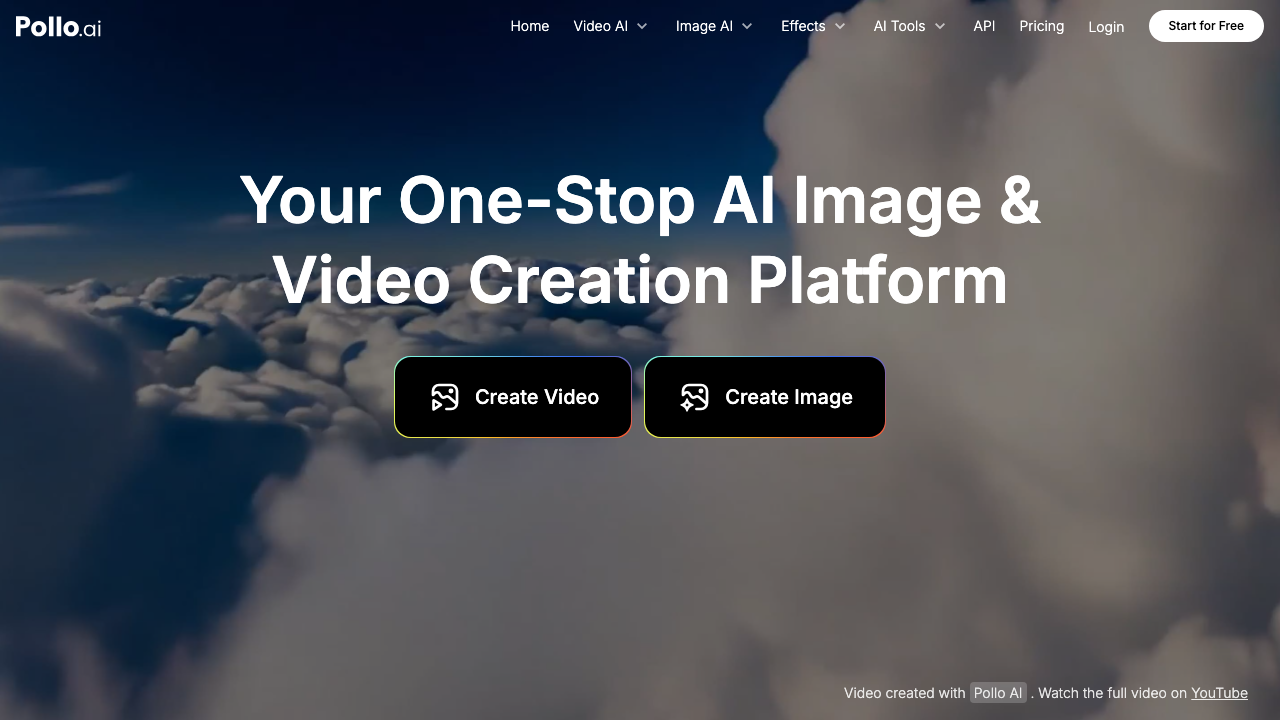 Pollo.ai
Home Video AI Image AI Effects AI Tools API Pricing Login Start for Free
Your One-Stop AI Image &
Video Creation Platform
Create Video Create Image
Video created with Pollo AI . Watch the full video on YouTube